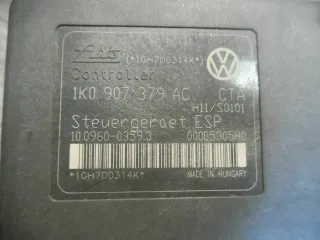 Ate (*1GH7D0314K*)
Controller
1K0 907 379 AC CTA
H11/S0101
Steuergeraet ESP
10.0960-0359.3 00005005H0
*1GH7D0314K* MADE IN HUNGARY